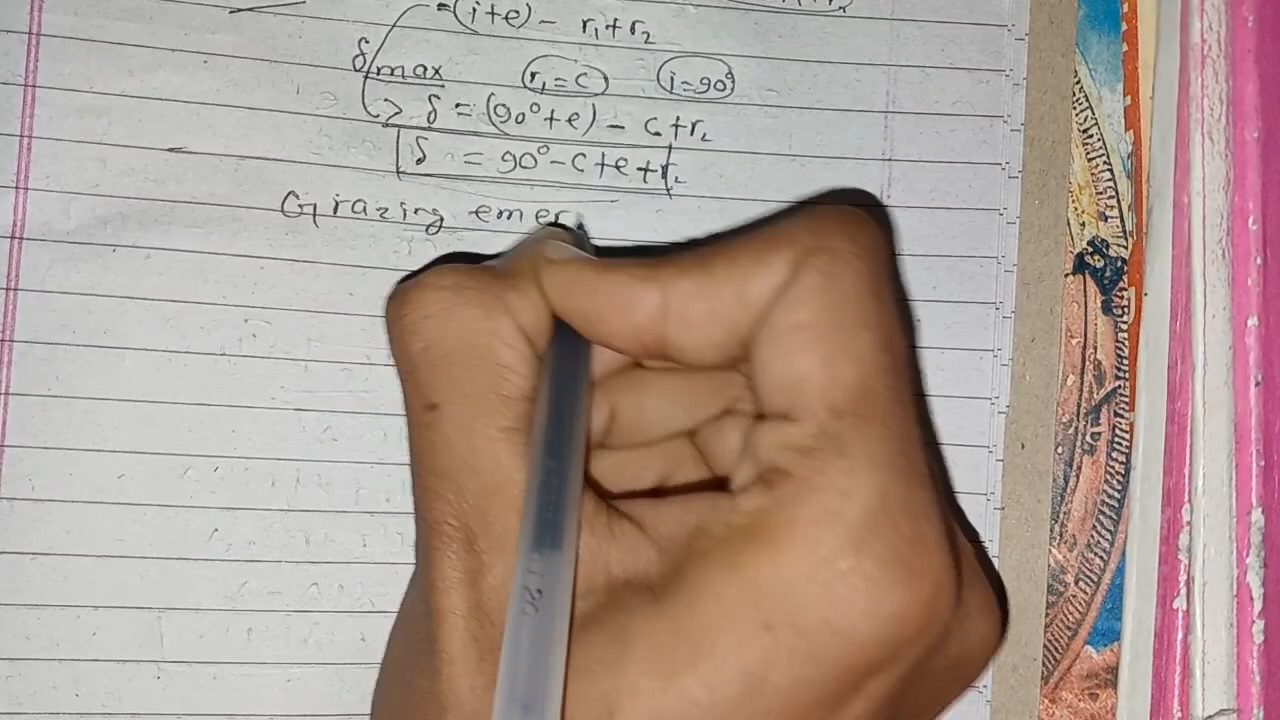 =(i+e) - r₁+r₂
δmax r₁=c i=90°
δ = (90°+e) - c+r₂
δ = 90°-c+e+r₂
Grazing emer